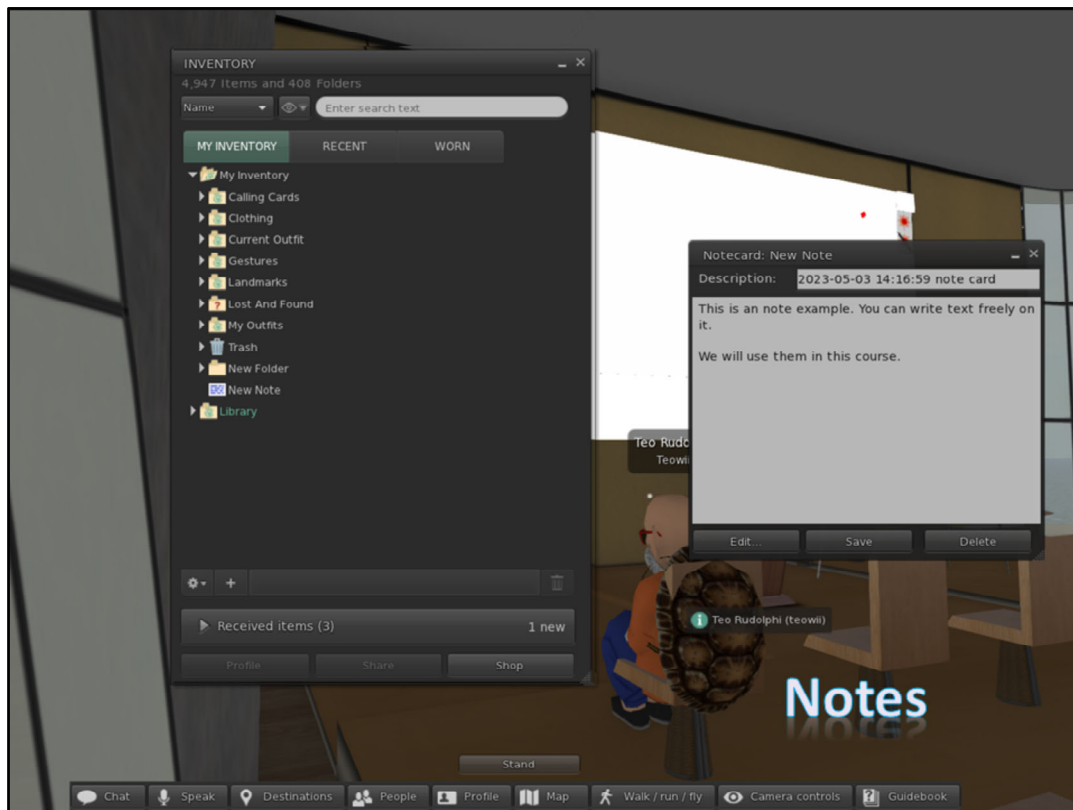 INVENTORY
4,947 Items and 408 Folders
Name
Enter search text
MY INVENTORY RECENT WORN
My Inventory
Calling Cards
Clothing
Current Outfit
Gestures
Landmarks
Lost And Found
My Outfits
Trash
New Folder
New Note
Library
Received items (3) 1 new
Profile Share Shop
Notecard: New Note
Description: 2023-05-03 14:16:59 note card
This is an note example. You can write text freely on
it.
We will use them in this course.
Edit... Save Delete
Teo Rudo
Teowii
Teo Rudolphi (teowii)
Notes
Stand
Chat Speak Destinations People Profile Map Walk / run / fly Camera controls Guidebook